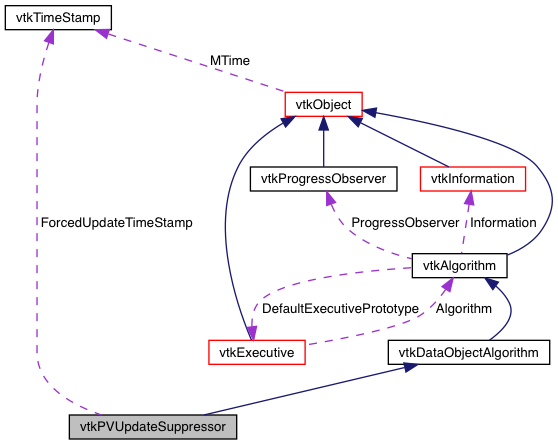 vtkTimeStamp
MTime
vtkObject
vtkProgressObserver
vtkInformation
ForcedUpdateTimeStamp
ProgressObserver
Information
vtkAlgorithm
DefaultExecutivePrototype
Algorithm
vtkExecutive
vtkDataObjectAlgorithm
vtkPVUpdateSuppressor